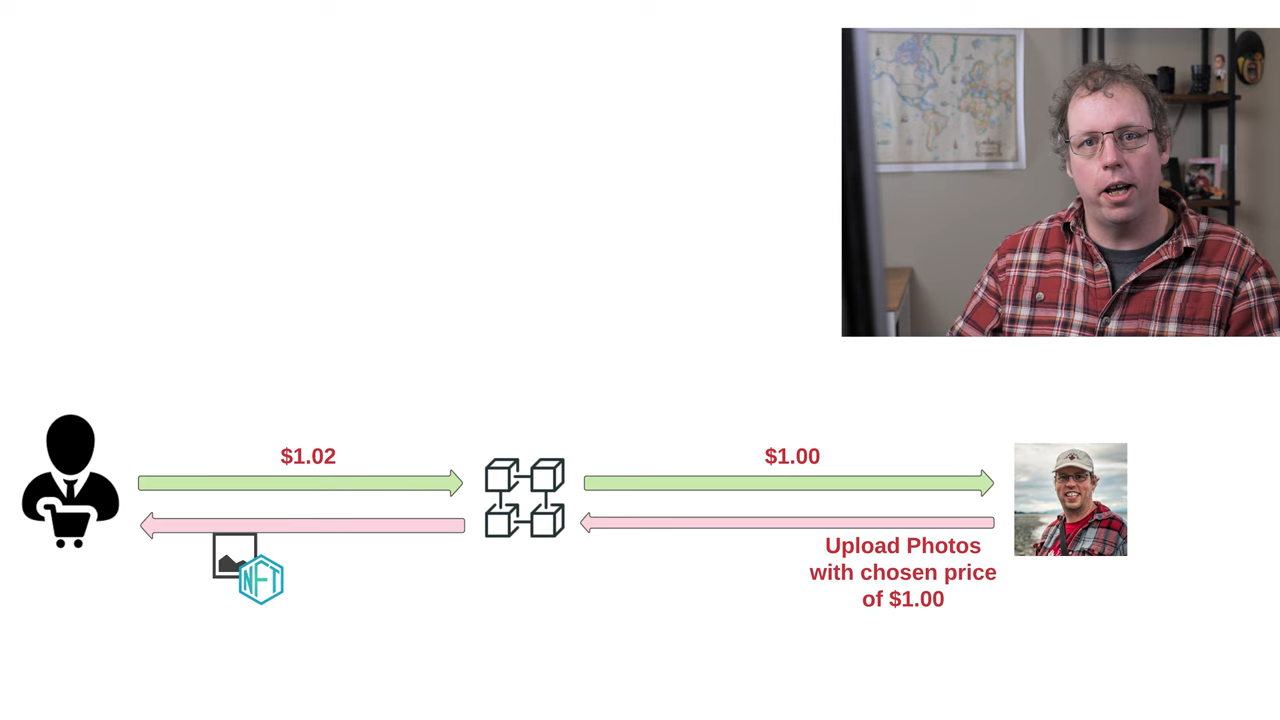 $1.02
$1.00
NFT
Upload Photos
with chosen price
of $1.00